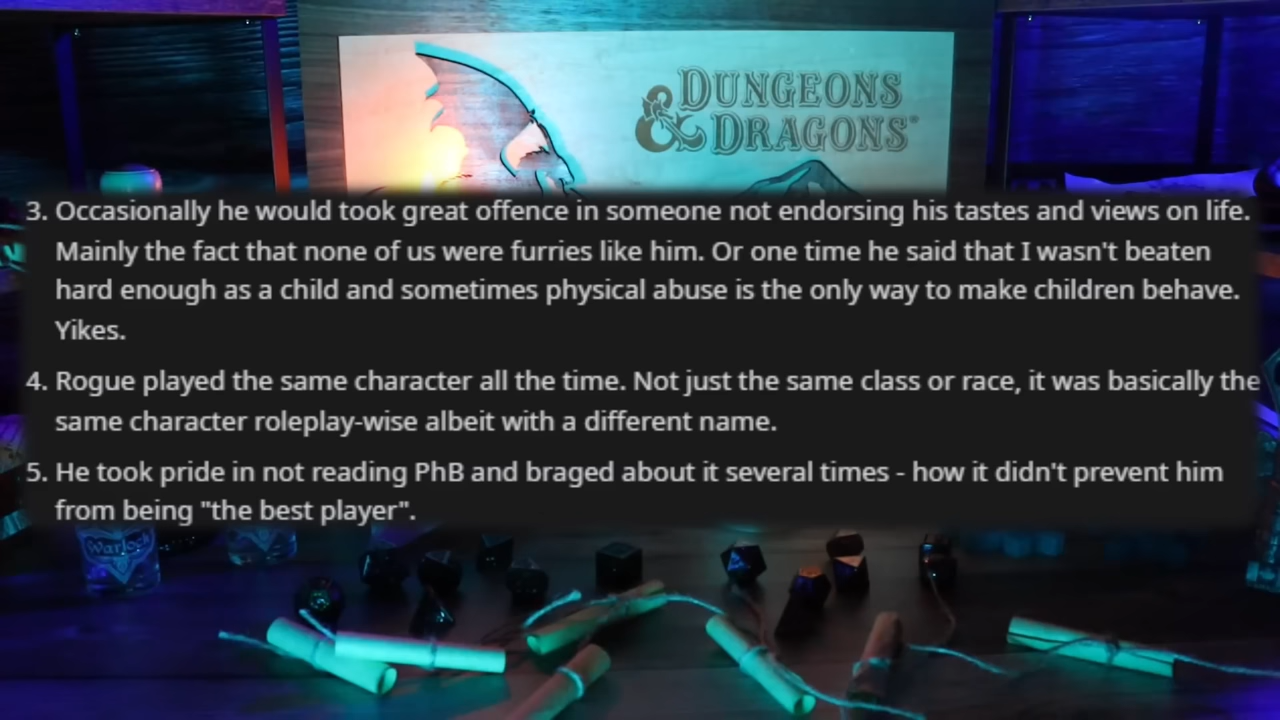 DUNGEONS
& DRAGONS®
3. Occasionally he would took great offence in someone not endorsing his tastes and views on life.
Mainly the fact that none of us were furries like him. Or one time he said that I wasn't beaten
hard enough as a child and sometimes physical abuse is the only way to make children behave.
Yikes.
4. Rogue played the same character all the time. Not just the same class or race, it was basically the
same character roleplay-wise albeit with a different name.
5. He took pride in not reading PhB and braged about it several times - how it didn't prevent him
from being "the best player".
Warlock